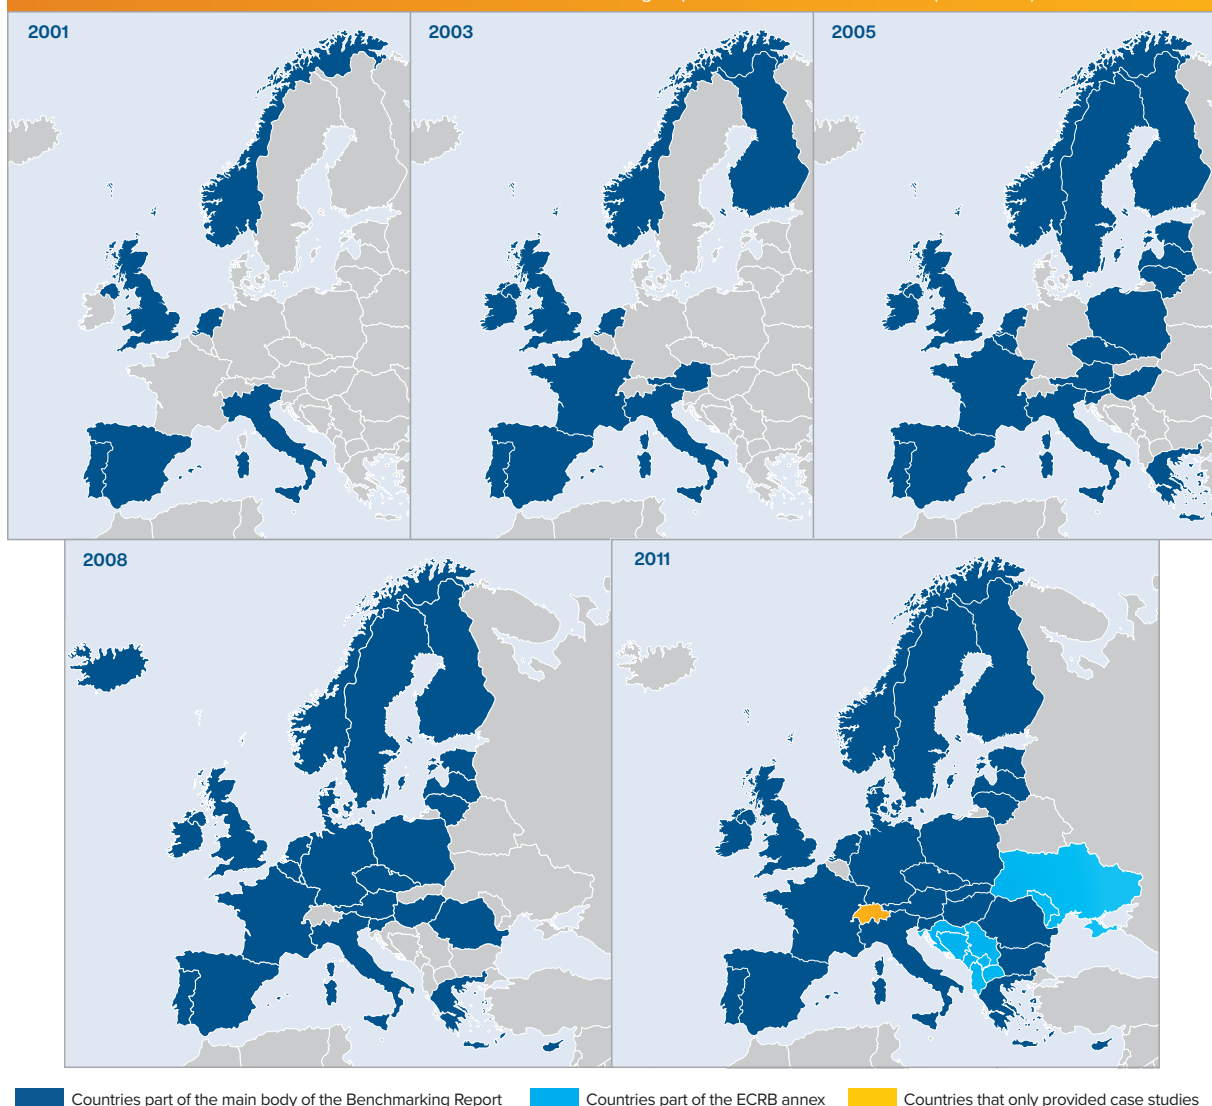 2001
2003
2005
2008
2011
Countries part of the main body of the Benchmarking Report
Countries part of the ECRB annex
Countries that only provided case studies